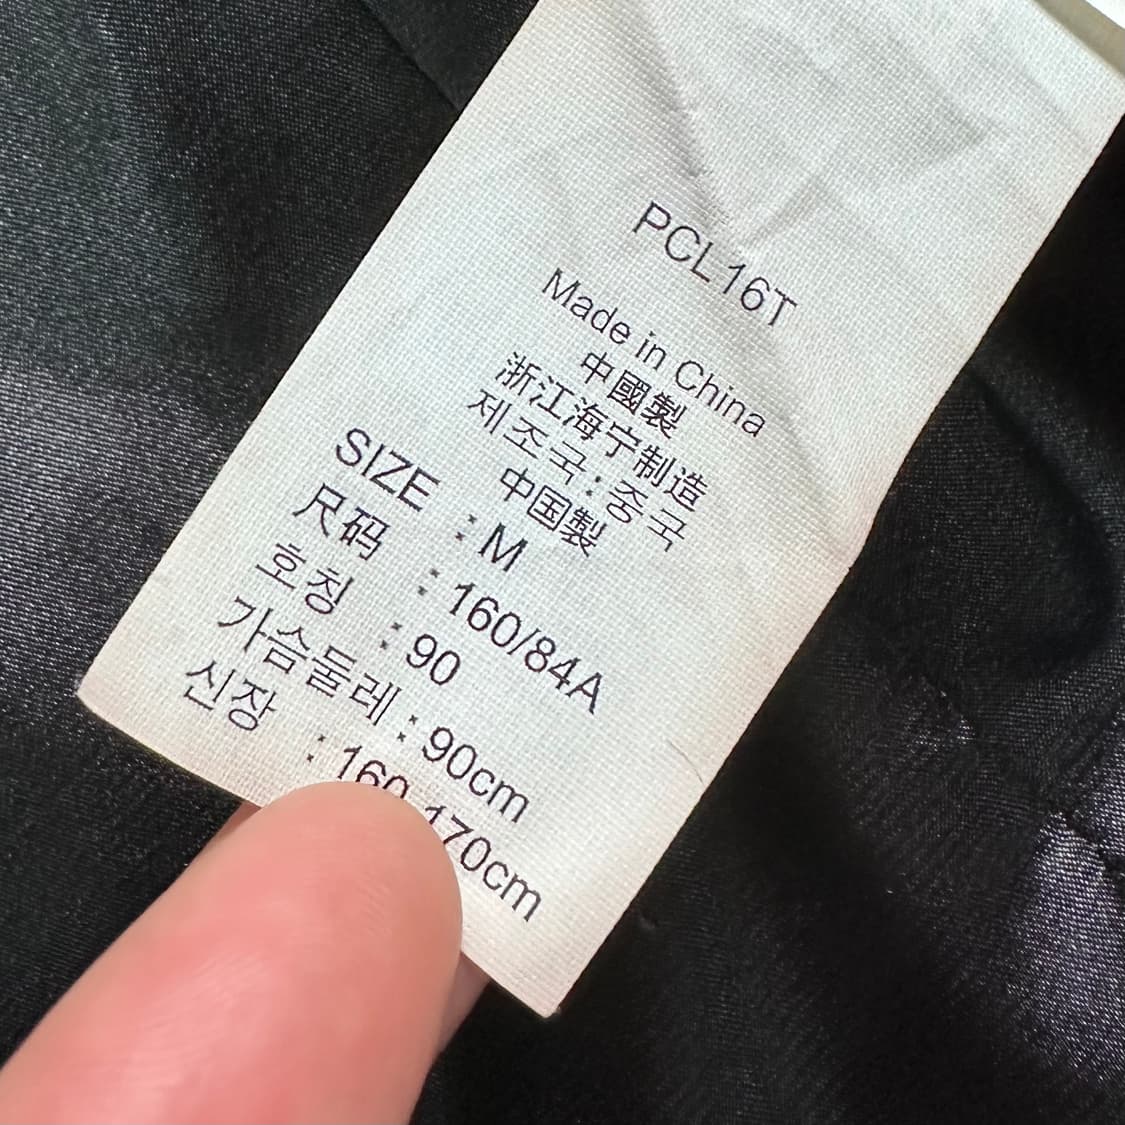 PCL16T
Made in China
中國製
浙江海宁制造
제조국:중국
中国製
SIZE : M
尺码 : 160/84A
호칭 : 90
가슴둘레 : 90cm
신장 : 160-170cm